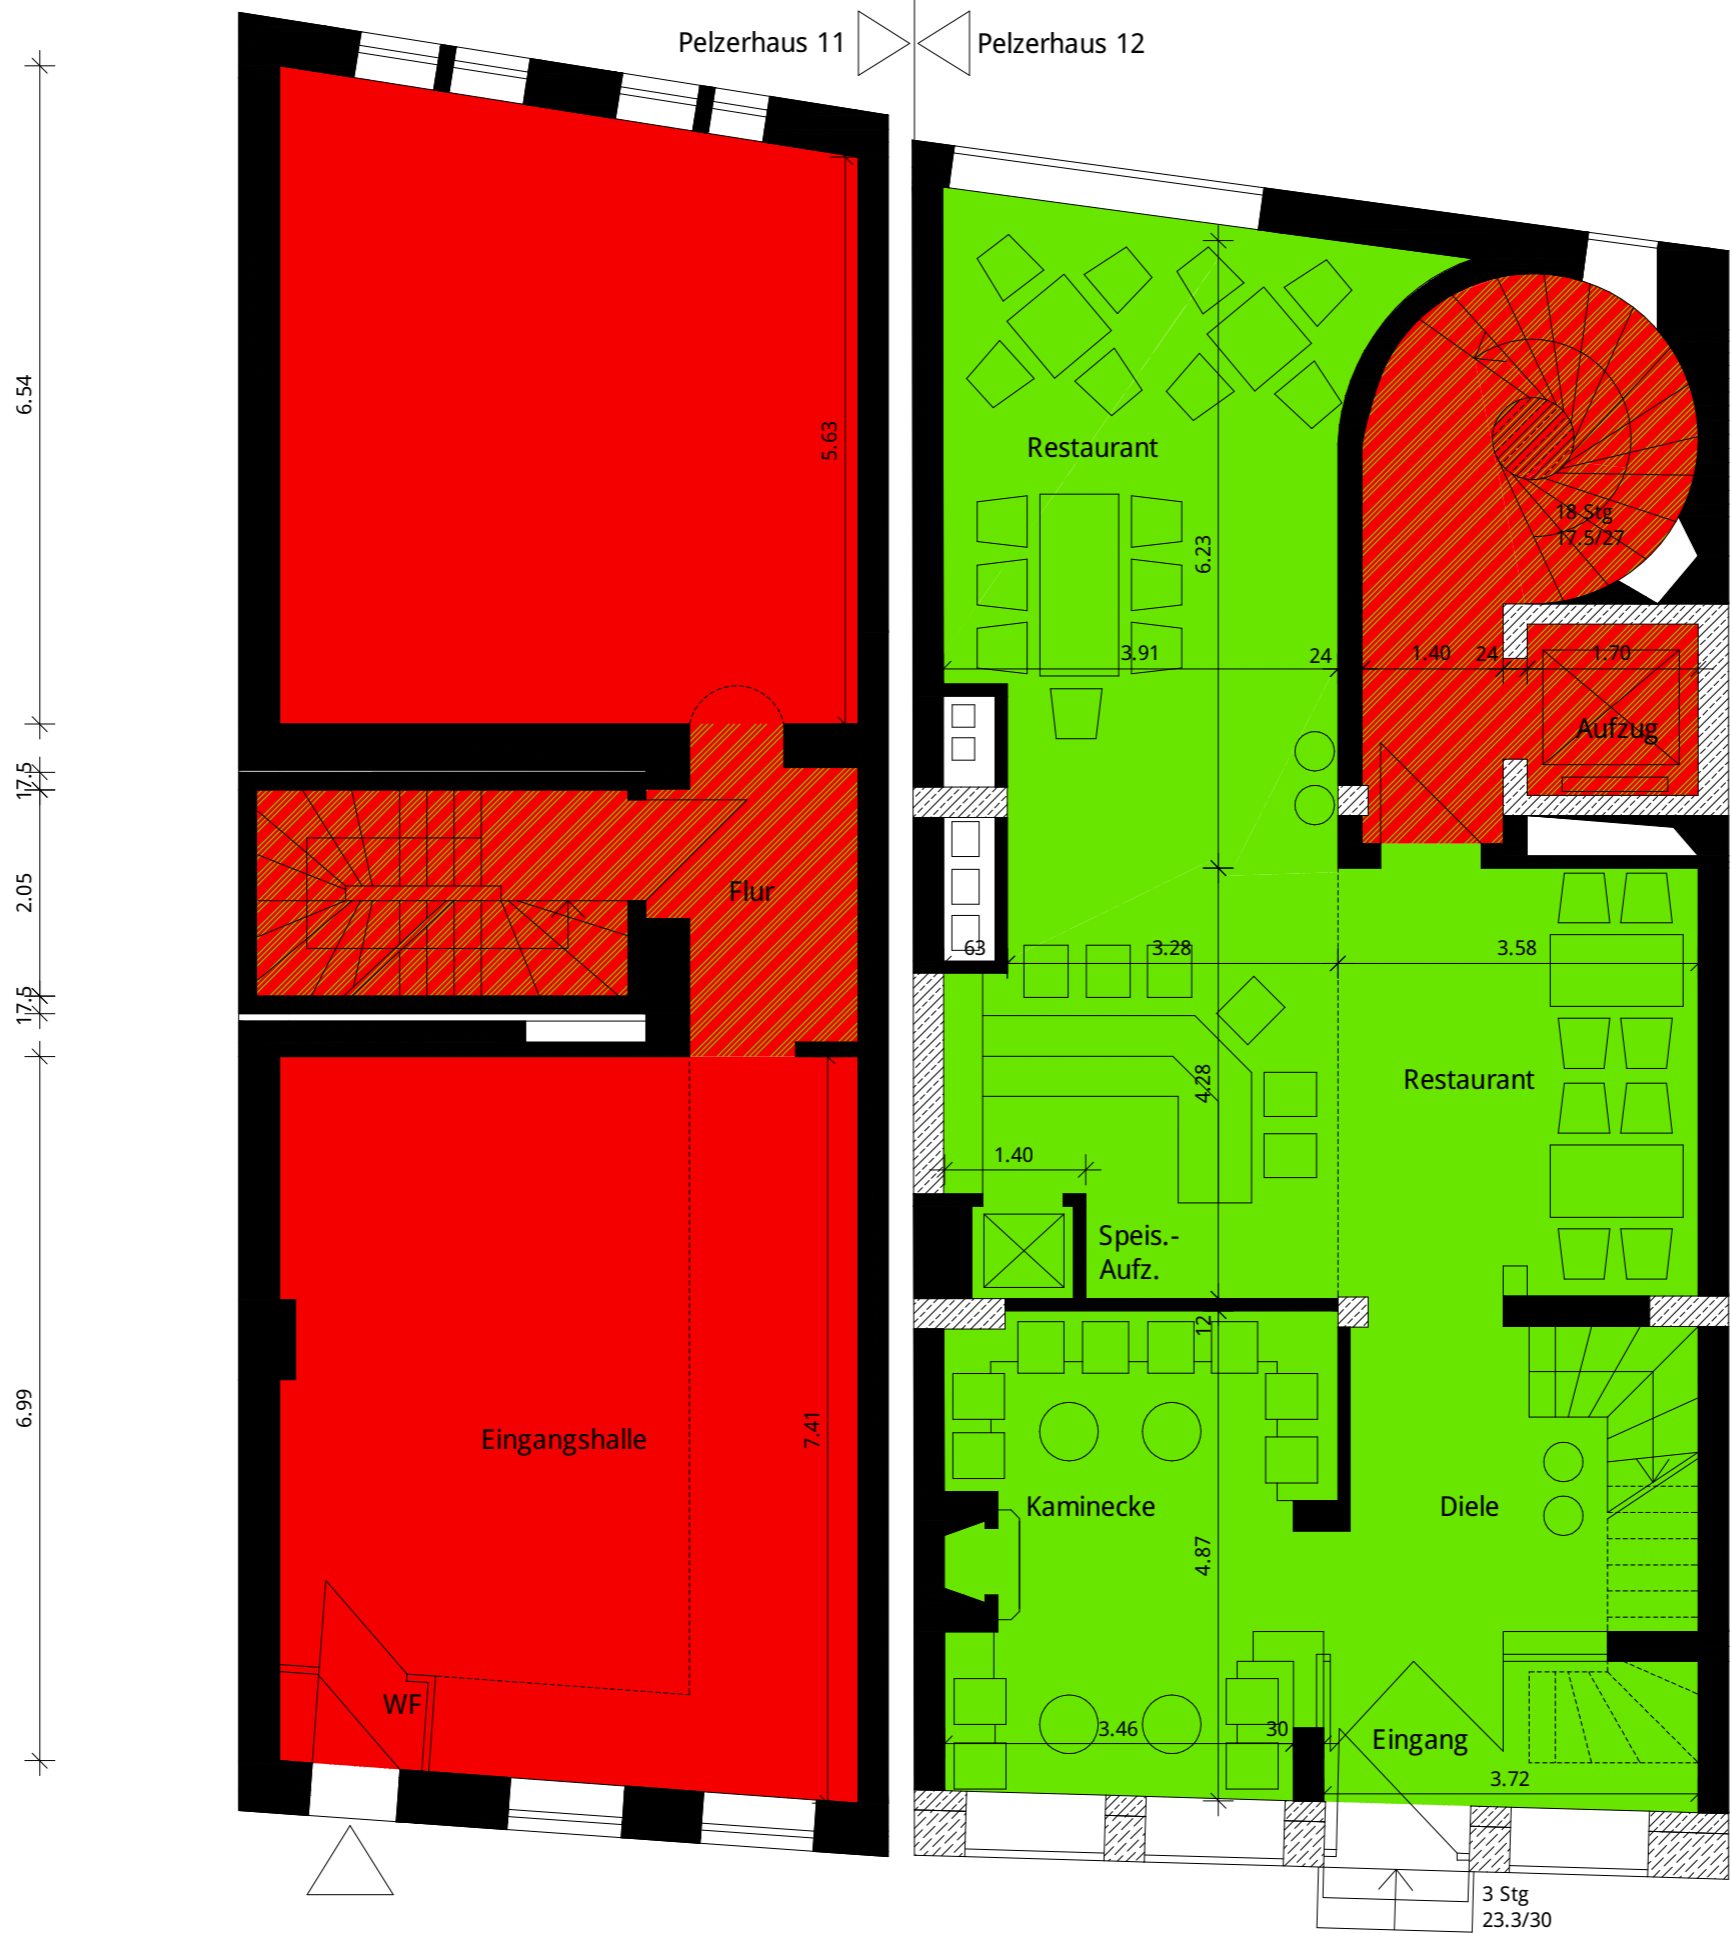 Pelzerhaus 11
Pelzerhaus 12
6.54
5.63
Restaurant
6.23
18 Stg
17.5/27
3.91
24
1.40
24
1.70
Aufzug
17.5
2.05
Flur
63
3.28
3.58
17.5
4.28
Restaurant
1.40
Speis.-
Aufz.
12
6.99
7.41
Eingangshalle
Kaminecke
Diele
4.87
WF
3.46
30
Eingang
3.72
3 Stg
23.3/30